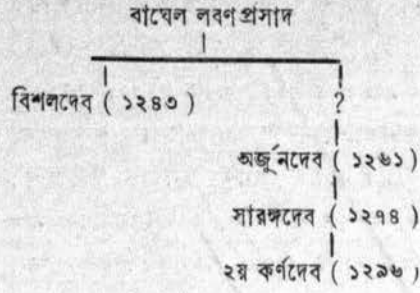 বাঘেল লবণপ্রসাদ
বিশলদেব ( ১২৪৩ ) ?
অর্জুনদেব ( ১২৬১ )
সারঙ্গদেব ( ১২৭৪ )
২য় কর্ণদেব ( ১২৯৬ )